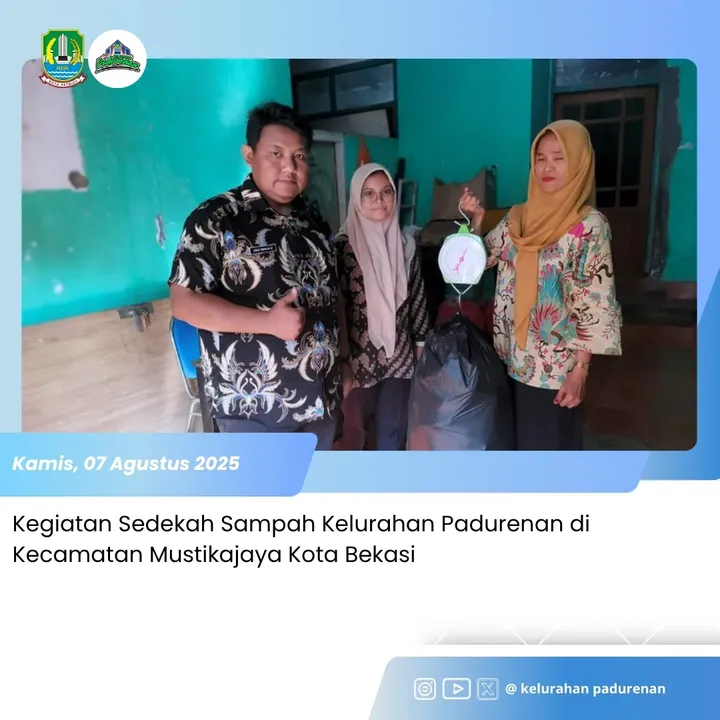 Kamis, 07 Agustus 2025
Kegiatan Sedekah Sampah Kelurahan Padurenan di
Kecamatan Mustikajaya Kota Bekasi
@ kelurahan padurenan